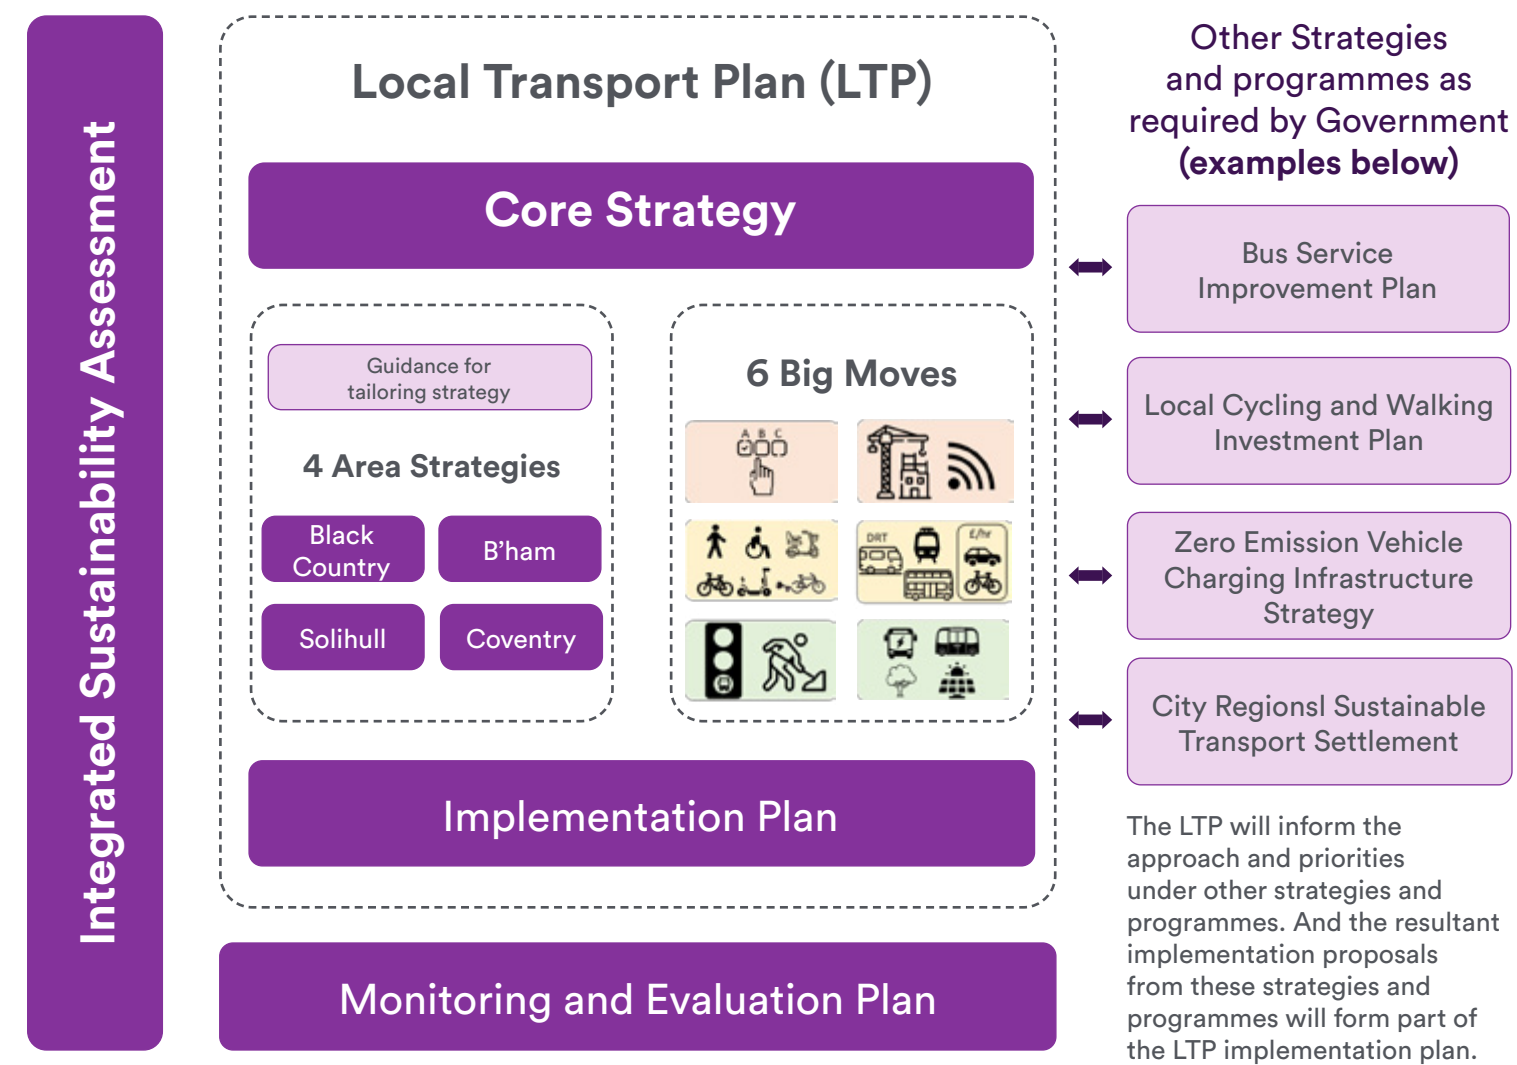 Integrated Sustainability Assessment
Local Transport Plan (LTP)
Core Strategy
Guidance for
tailoring strategy
4 Area Strategies
Black
Country
B’ham
Solihull
Coventry
6 Big Moves
A B C
DRT
£/hr
Implementation Plan
Monitoring and Evaluation Plan
Other Strategies
and programmes as
required by Government
(examples below)
Bus Service
Improvement Plan
Local Cycling and Walking
Investment Plan
Zero Emission Vehicle
Charging Infrastructure
Strategy
City Regionsl Sustainable
Transport Settlement
The LTP will inform the
approach and priorities
under other strategies and
programmes. And the resultant
implementation proposals
from these strategies and
programmes will form part of
the LTP implementation plan.